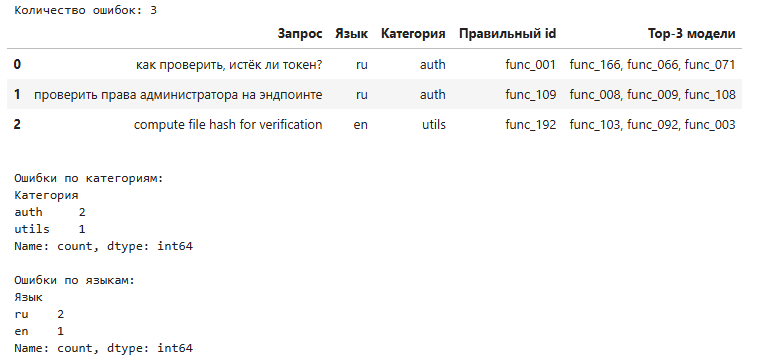 Количество ошибок: 3
Запрос Язык Категория Правильный id Top-3 модели
0 как проверить, истёк ли токен? ru auth func_001 func_166, func_066, func_071
1 проверить права администратора на эндпоинте ru auth func_109 func_008, func_009, func_108
2 compute file hash for verification en utils func_192 func_103, func_092, func_003
Ошибки по категориям:
Категория
auth 2
utils 1
Name: count, dtype: int64
Ошибки по языкам:
Язык
ru 2
en 1
Name: count, dtype: int64